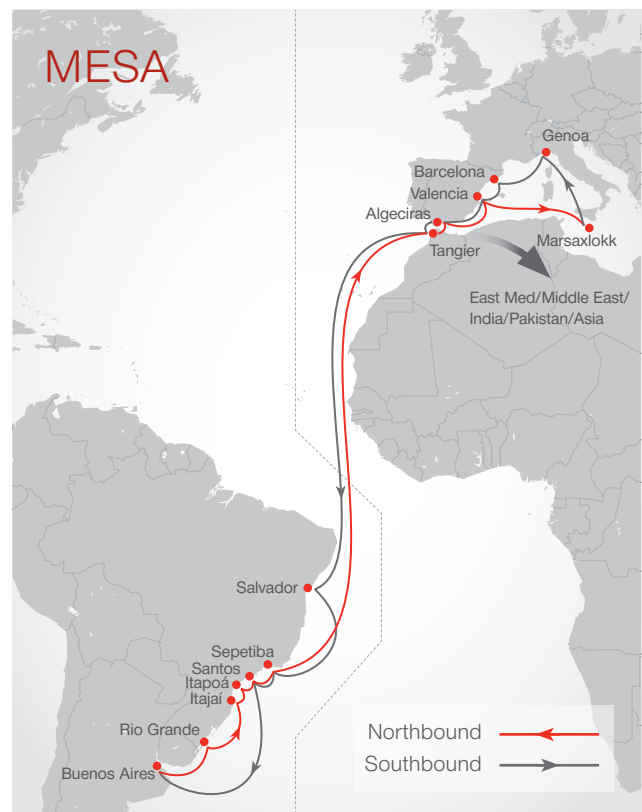 MESA
Genoa
Barcelona
Valencia
Algeciras
Tangier
Marsaxlokk
East Med/Middle East/
India/Pakistan/Asia
Salvador
Sepetiba
Santos
Itapoá
Itajaí
Rio Grande
Buenos Aires
Northbound
Southbound